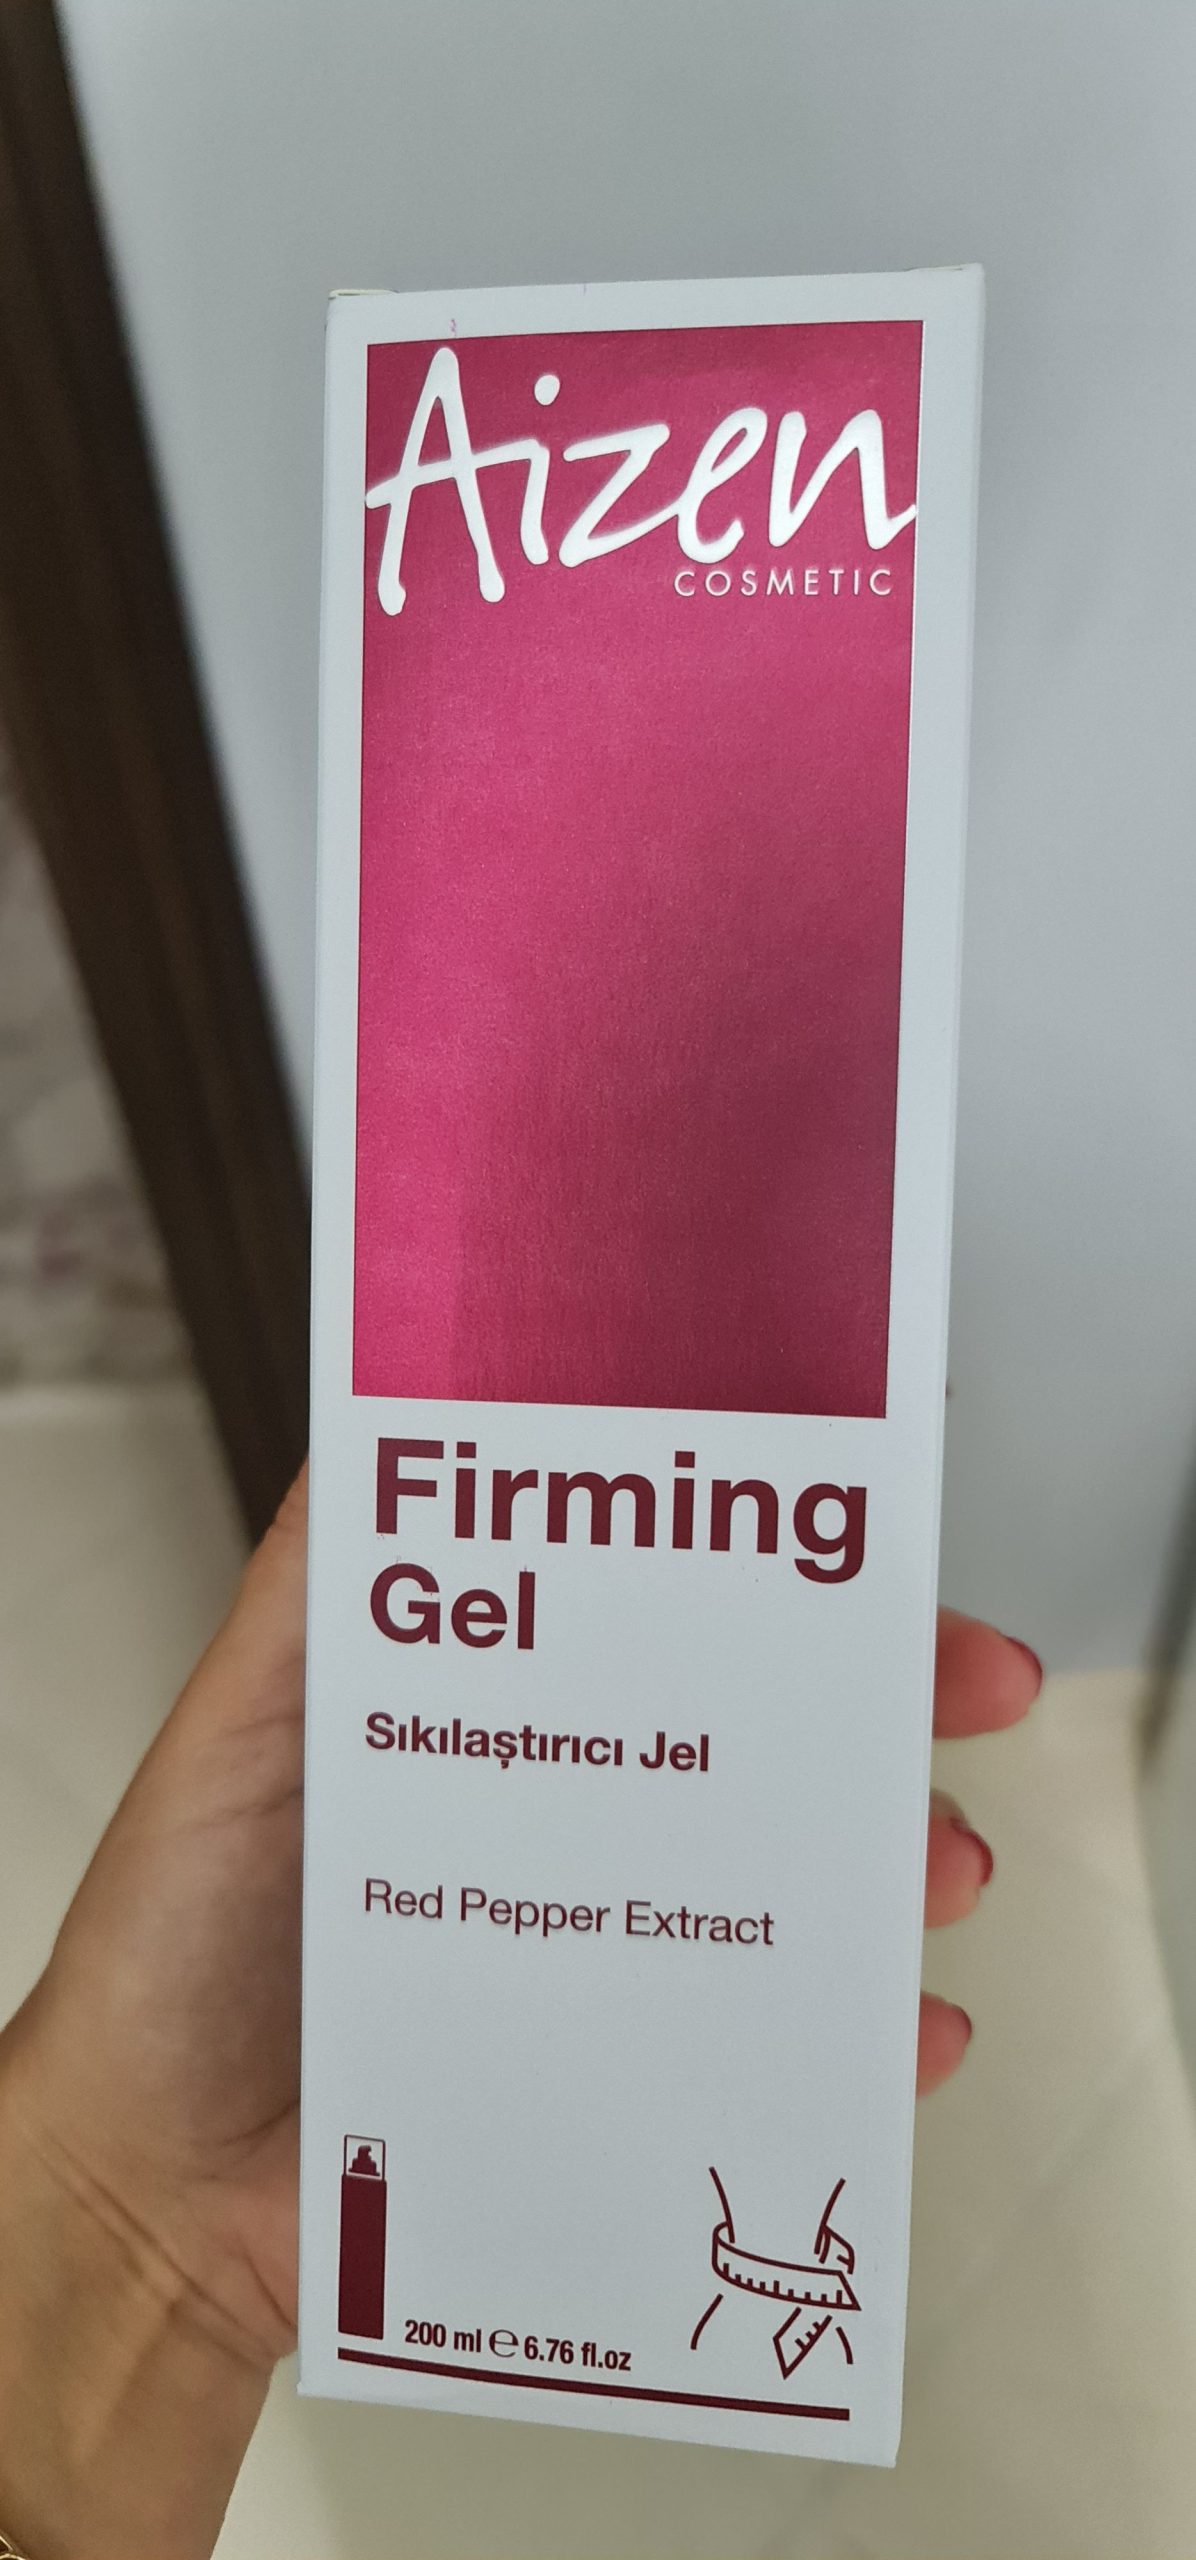 Aizen
COSMETIC
Firming
Gel
Sıkılaştırıcı Jel
Red Pepper Extract
200 ml ℮ 6.76 fl.oz